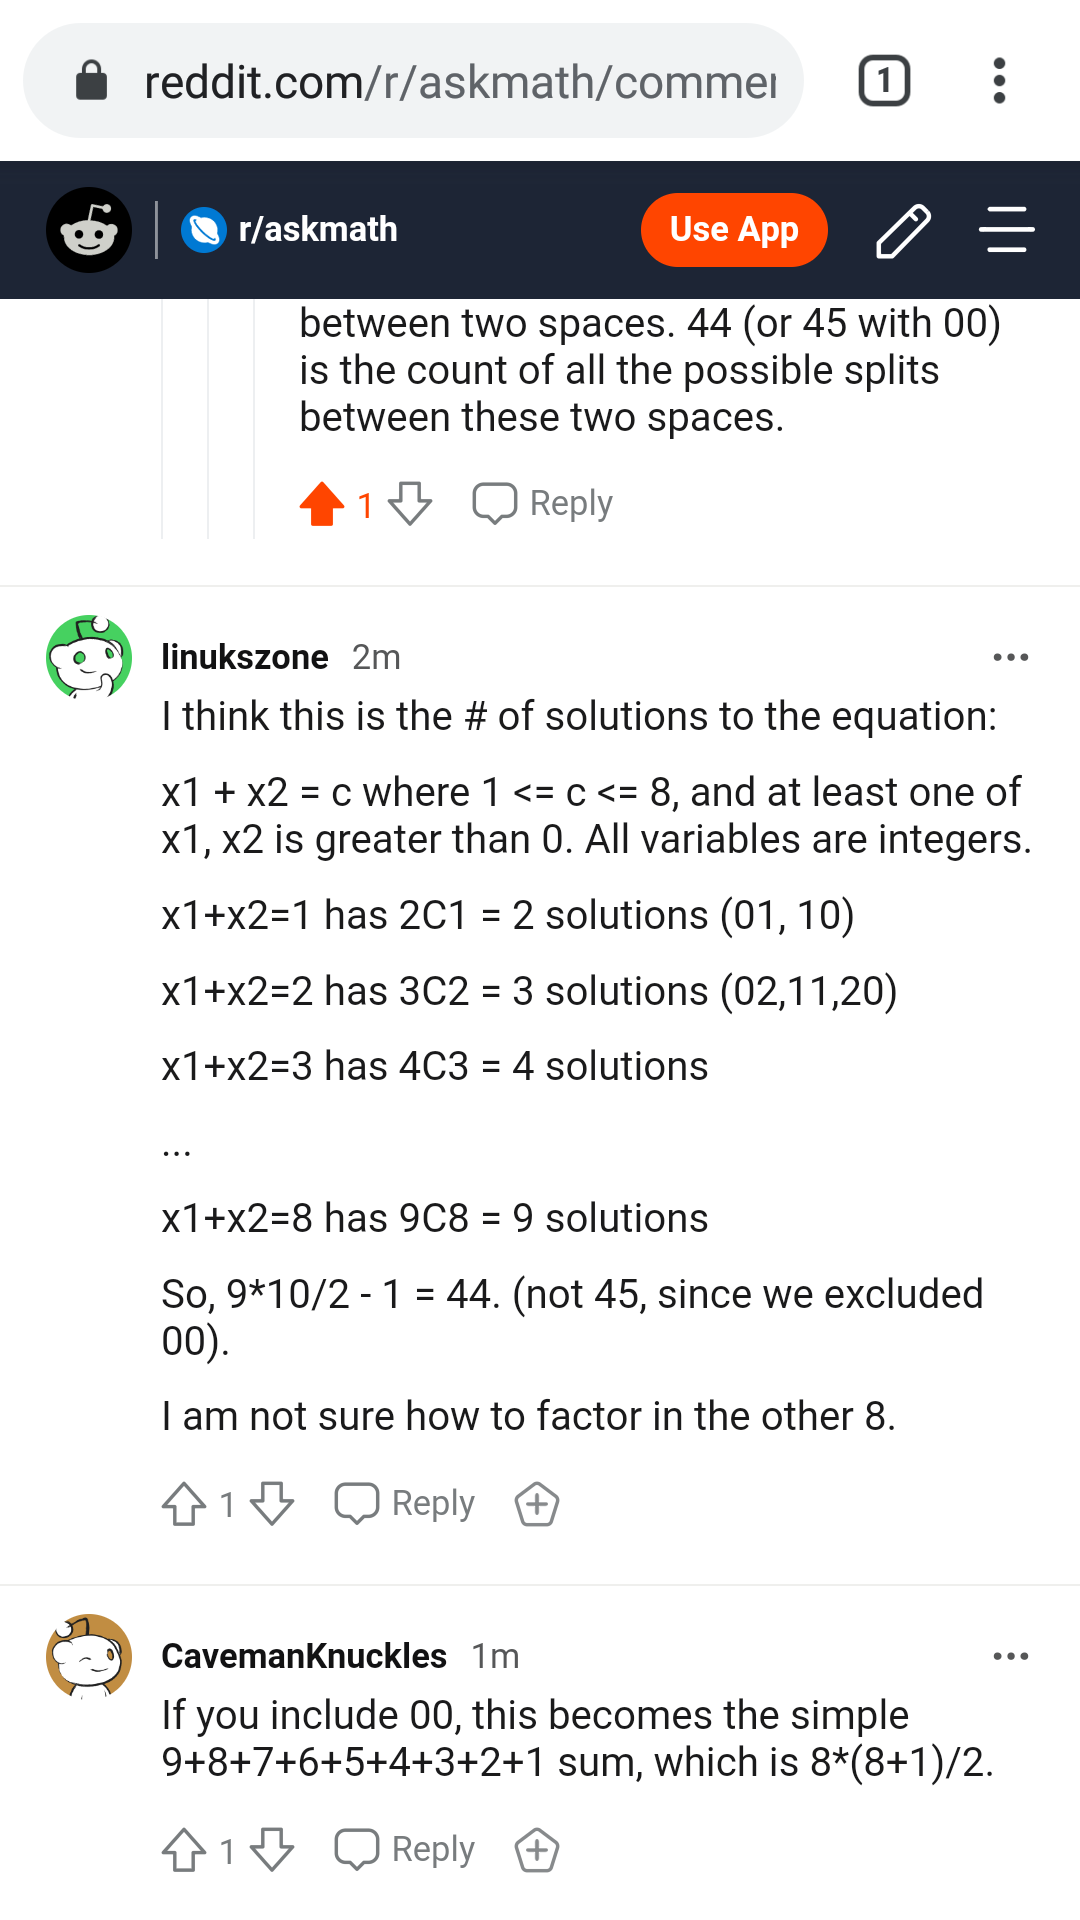 reddit.com/r/askmath/commer
1
r/askmath
Use App
between two spaces. 44 (or 45 with 00)
is the count of all the possible splits
between these two spaces.
1
Reply
linukszone 2m
I think this is the # of solutions to the equation:
x1 + x2 = c where 1 <= c <= 8, and at least one of
x1, x2 is greater than 0. All variables are integers.
x1+x2=1 has 2C1 = 2 solutions (01, 10)
x1+x2=2 has 3C2 = 3 solutions (02,11,20)
x1+x2=3 has 4C3 = 4 solutions
...
x1+x2=8 has 9C8 = 9 solutions
So, 9*10/2 - 1 = 44. (not 45, since we excluded
00).
I am not sure how to factor in the other 8.
1
Reply
CavemanKnuckles 1m
If you include 00, this becomes the simple
9+8+7+6+5+4+3+2+1 sum, which is 8*(8+1)/2.
1
Reply